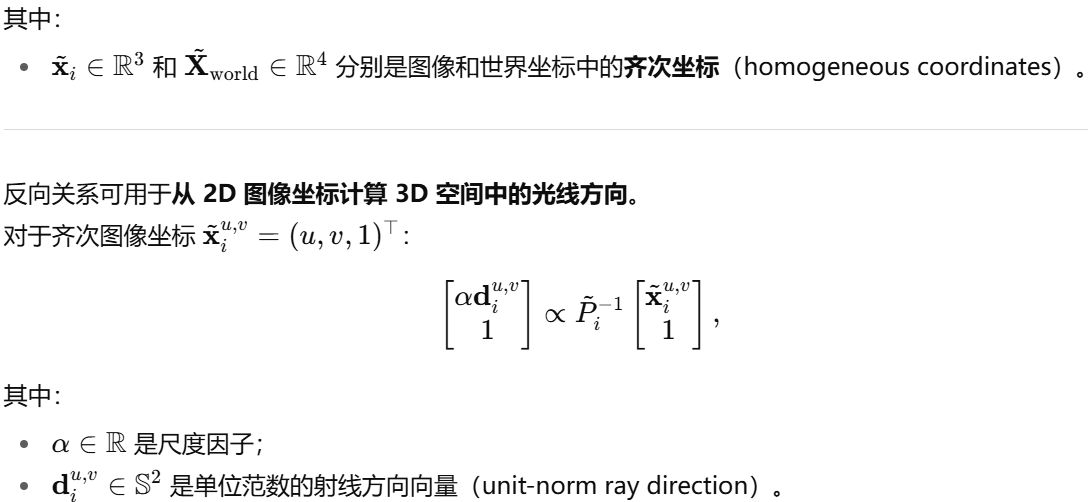 其中：
• $\tilde{\mathbf{x}}_i \in \mathbb{R}^3$ 和 $\tilde{\mathbf{X}}_{\text{world}} \in \mathbb{R}^4$ 分别是图像和世界坐标中的齐次坐标（homogeneous coordinates）。
反向关系可用于从 2D 图像坐标计算 3D 空间中的光线方向。
对于齐次图像坐标 $\tilde{\mathbf{x}}_i^{u,v} = (u, v, 1)^\top$：
$\begin{bmatrix} \alpha \mathbf{d}_i^{u,v} \\ 1 \end{bmatrix} \propto \tilde{P}_i^{-1} \begin{bmatrix} \tilde{\mathbf{x}}_i^{u,v} \\ 1 \end{bmatrix},$
其中：
• $\alpha \in \mathbb{R}$ 是尺度因子；
• $\mathbf{d}_i^{u,v} \in \mathbb{S}^2$ 是单位范数的射线方向向量（unit-norm ray direction）。